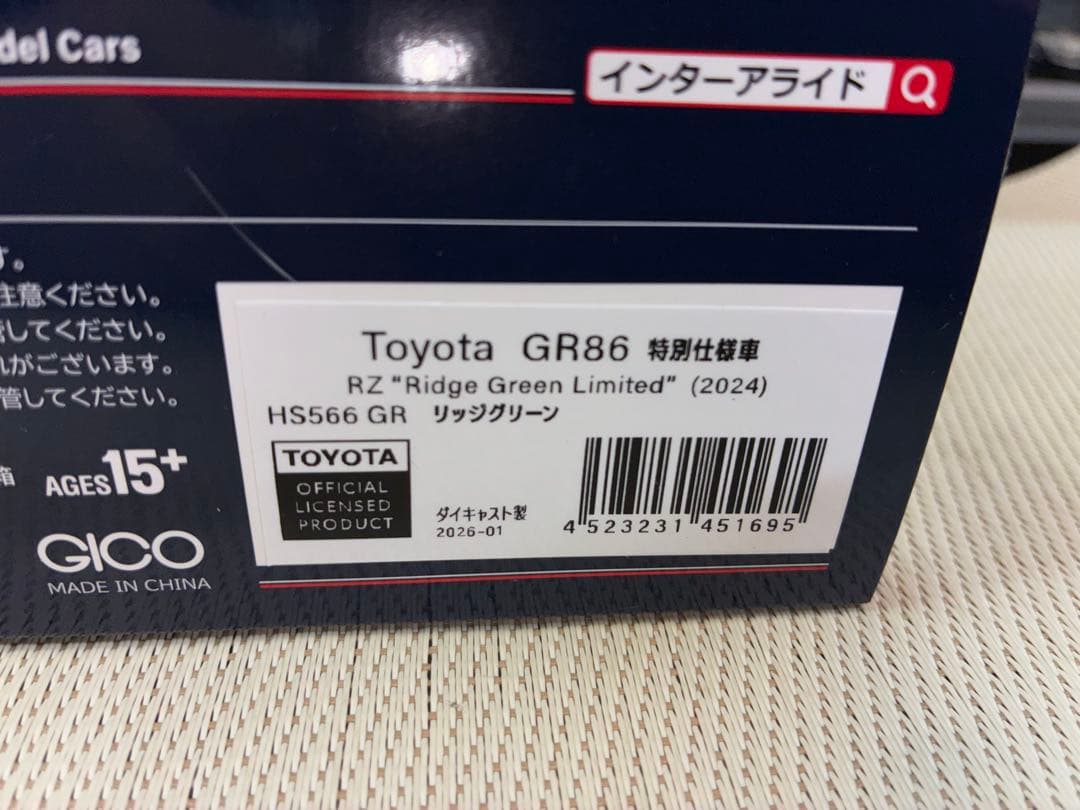 del Cars
インターアライド
す。
注意ください。
してください。
がございます。
管してください。
箱
AGES15+
GICO
MADE IN CHINA
Toyota GR86 特別仕様車
RZ "Ridge Green Limited" (2024)
HS566 GR リッジグリーン
TOYOTA
OFFICIAL
LICENSED
PRODUCT
ダイキャスト製
2026-01
4 523231 451695